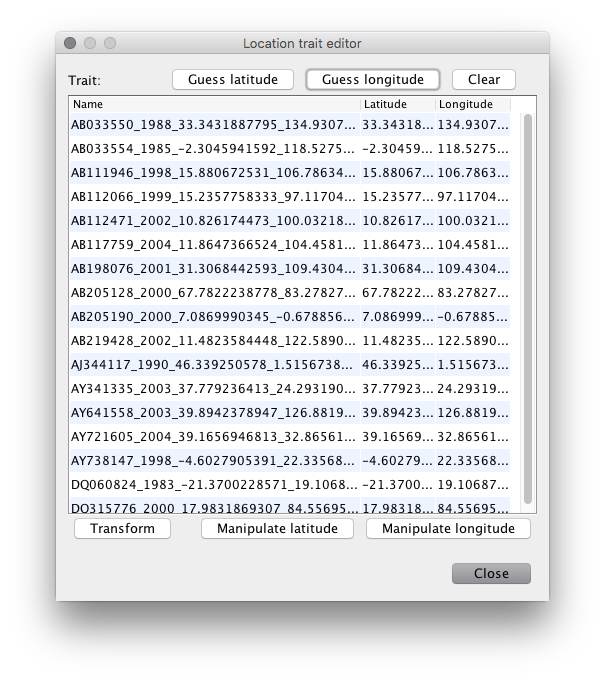 Location trait editor
Trait: Guess latitude Guess longitude Clear
Name Latitude Longitude
AB033550_1988_33.3431887795_134.9307... 33.34318... 134.9307...
AB033554_1985_-2.3045941592_118.5275... -2.30459... 118.5275...
AB111946_1998_15.880672531_106.78634... 15.88067... 106.7863...
AB112066_1999_15.2357758333_97.11704... 15.23577... 97.11704...
AB112471_2002_10.826174473_100.03218... 10.82617... 100.0321...
AB117759_2004_11.8647366524_104.4581... 11.86473... 104.4581...
AB198076_2001_31.3068442593_109.4304... 31.30684... 109.4304...
AB205128_2000_67.7822238778_83.27827... 67.78222... 83.27827...
AB205190_2000_7.0869990345_-0.678856... 7.086999... -0.67885...
AB219428_2002_11.4823584448_122.5890... 11.48235... 122.5890...
AJ344117_1990_46.339250578_1.5156738... 46.33925... 1.515673...
AY341335_2003_37.779236413_24.293190... 37.77923... 24.29319...
AY641558_2003_39.8942378947_126.8819... 39.89423... 126.8819...
AY721605_2004_39.1656946813_32.86561... 39.16569... 32.86561...
AY738147_1998_-4.6027905391_22.33568... -4.60279... 22.33568...
DQ060824_1983_-21.3700228571_19.1068... -21.3700... 19.10687...
DQ315776_2000_17.9831869307_84.55695... 17.98318... 84.55695...
Transform Manipulate latitude Manipulate longitude
Close